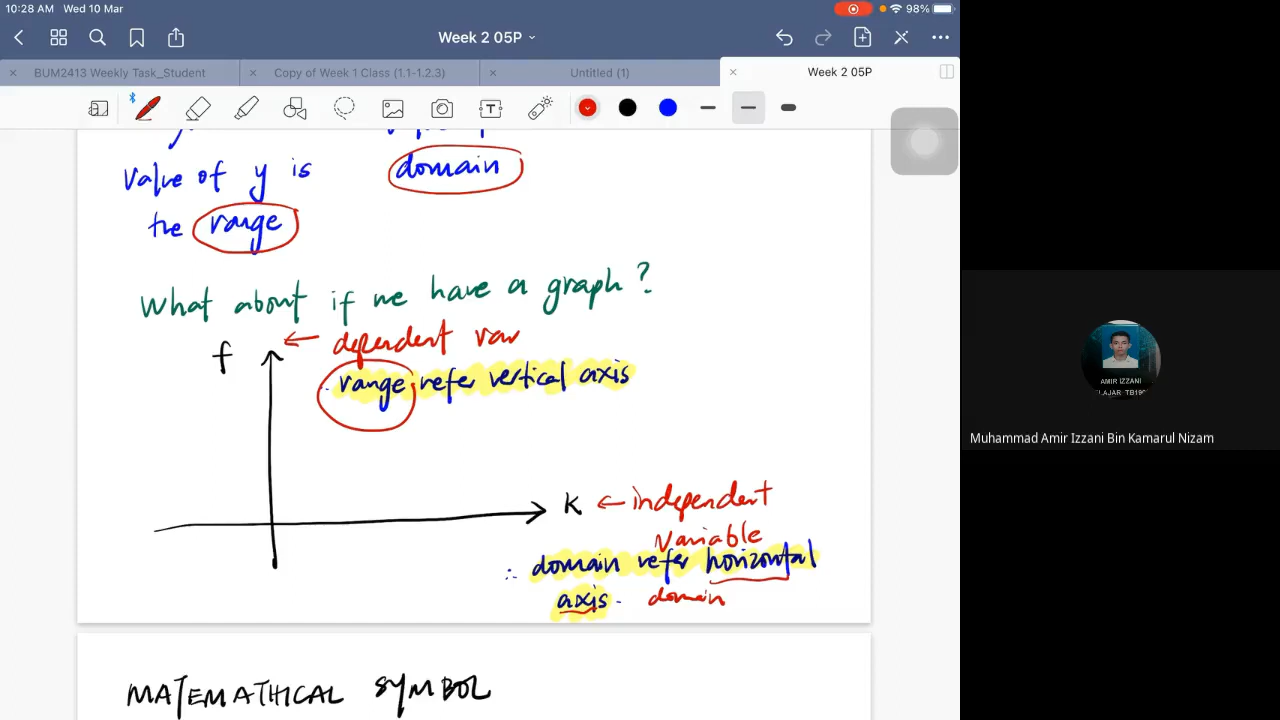 10:28 AM Wed 10 Mar
98%
Week 2 05P
BUM2413 Weekly Task_Student
Copy of Week 1 Class (1.1-1.2.3)
Untitled (1)
Week 2 05P
value of y is
domain
the range
What about if we have a graph?
f ← dependent var
range refer vertical axis
K ← independent
variable
∴ domain refer horizontal
axis. domain
MATEMATHICAL SYMBOL
AMIR IZZANI
ELAJAR TB190
Muhammad Amir Izzani Bin Kamarul Nizam